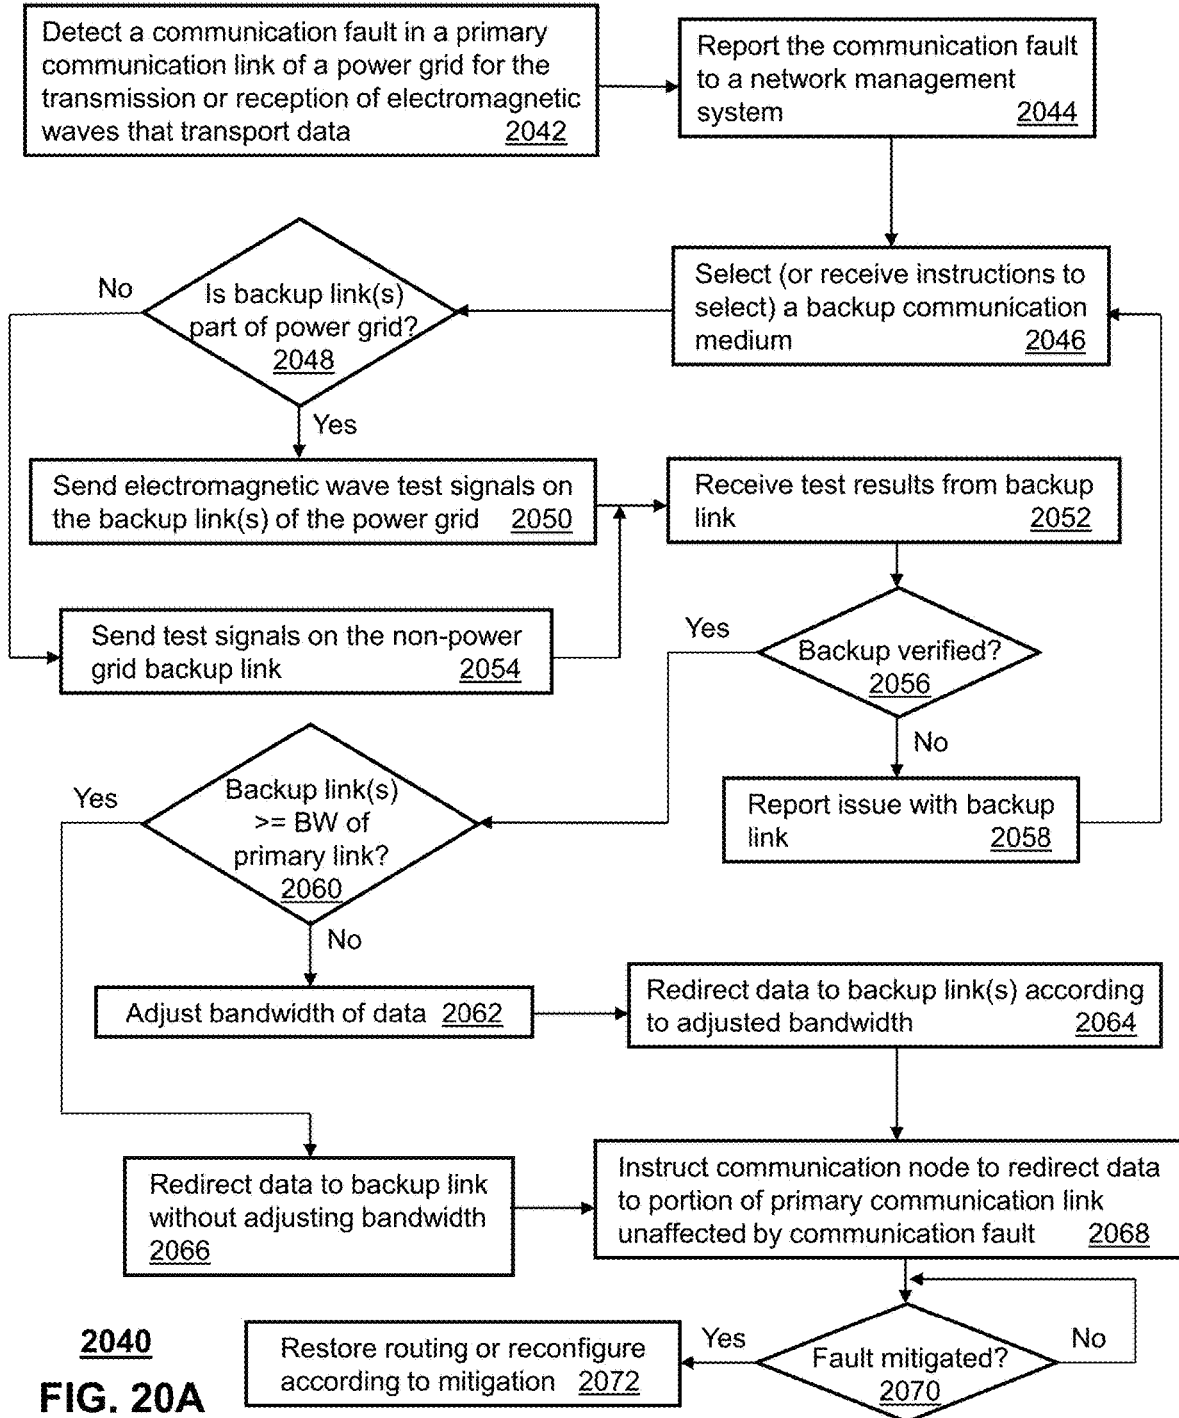 Detect a communication fault in a primary
communication link of a power grid for the
transmission or reception of electromagnetic
waves that transport data 2042
Report the communication fault
to a network management
system 2044
Select (or receive instructions to
select) a backup communication
medium 2046
No
Is backup link(s)
part of power grid?
2048
Yes
Send electromagnetic wave test signals on
the backup link(s) of the power grid 2050
Receive test results from backup
link 2052
Send test signals on the non-power
grid backup link 2054
Yes
Backup verified?
2056
No
Report issue with backup
link 2058
Yes
Backup link(s)
>= BW of
primary link?
2060
No
Adjust bandwidth of data 2062
Redirect data to backup link(s) according
to adjusted bandwidth 2064
Redirect data to backup link
without adjusting bandwidth
2066
Instruct communication node to redirect data
to portion of primary communication link
unaffected by communication fault 2068
Fault mitigated?
2070
No
Yes
Restore routing or reconfigure
according to mitigation 2072
2040
FIG. 20A